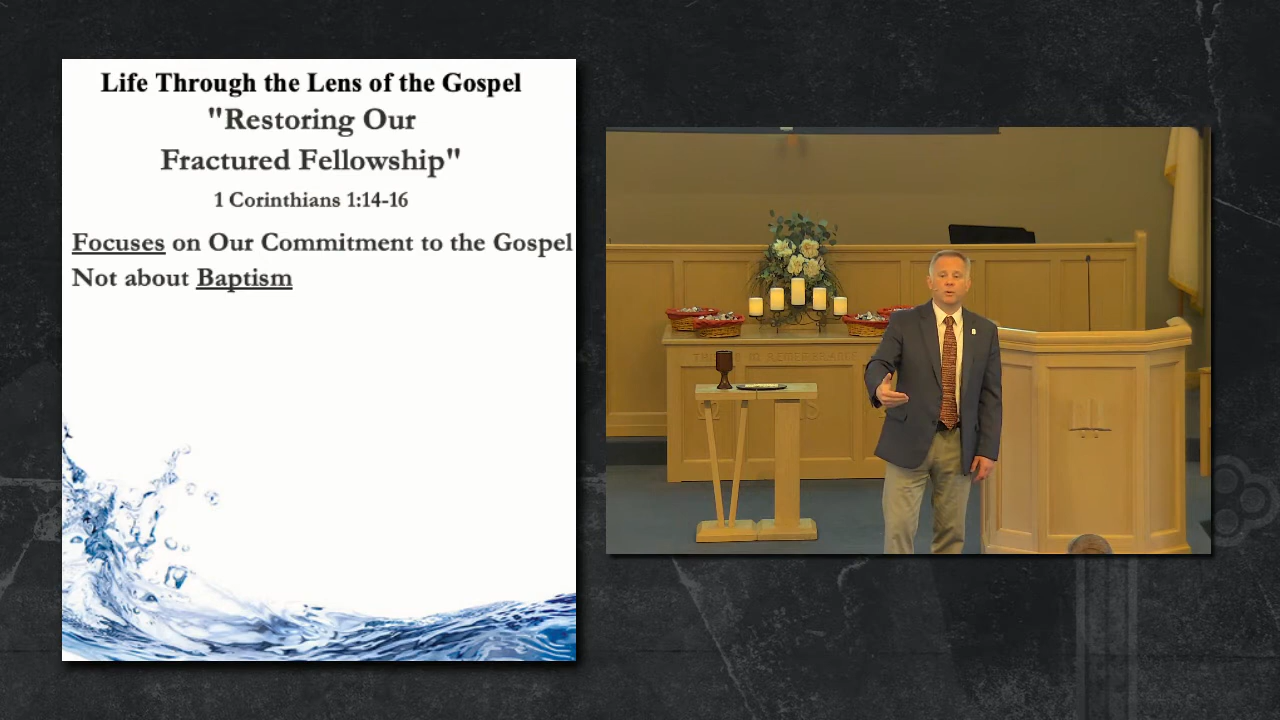 Life Through the Lens of the Gospel
"Restoring Our
Fractured Fellowship"
1 Corinthians 1:14-16
Focuses on Our Commitment to the Gospel
Not about Baptism